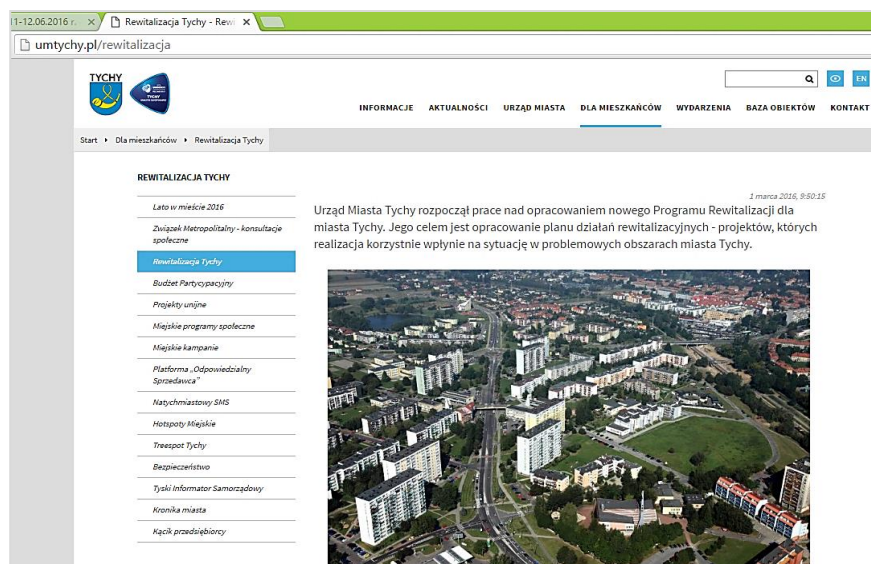 11-12.06.2016 r.
Rewitalizacja Tychy - Rewi
umtychy.pl/rewitalizacja
TYCHY
TYCHY
EN
INFORMACJE AKTUALNOŚCI URZĄD MIASTA DLA MIESZKAŃCÓW WYDARZENIA BAZA OBIEKTÓW KONTAKT
Start Dla mieszkańców Rewitalizacja Tychy
REWITALIZACJA TYCHY
Lato w mieście 2016
Związek Metropolitalny - konsultacje
społeczne
Rewitalizacja Tychy
Budżet Partycypacyjny
Projekty unijne
Miejskie programy społeczne
Miejskie kampanie
Platforma „Odpowiedzialny
Sprzedawca"
Natychmiastowy SMS
Hotspoty Miejskie
Treespot Tychy
Bezpieczeństwo
Tyski Informator Samorządowy
Kronika miasta
Kącik przedsiębiorcy
1 marca 2016, 9:50:15
Urząd Miasta Tychy rozpoczął prace nad opracowaniem nowego Programu Rewitalizacji dla
miasta Tychy. Jego celem jest opracowanie planu działań rewitalizacyjnych - projektów, których
realizacja korzystnie wpłynie na sytuację w problemowych obszarach miasta Tychy.